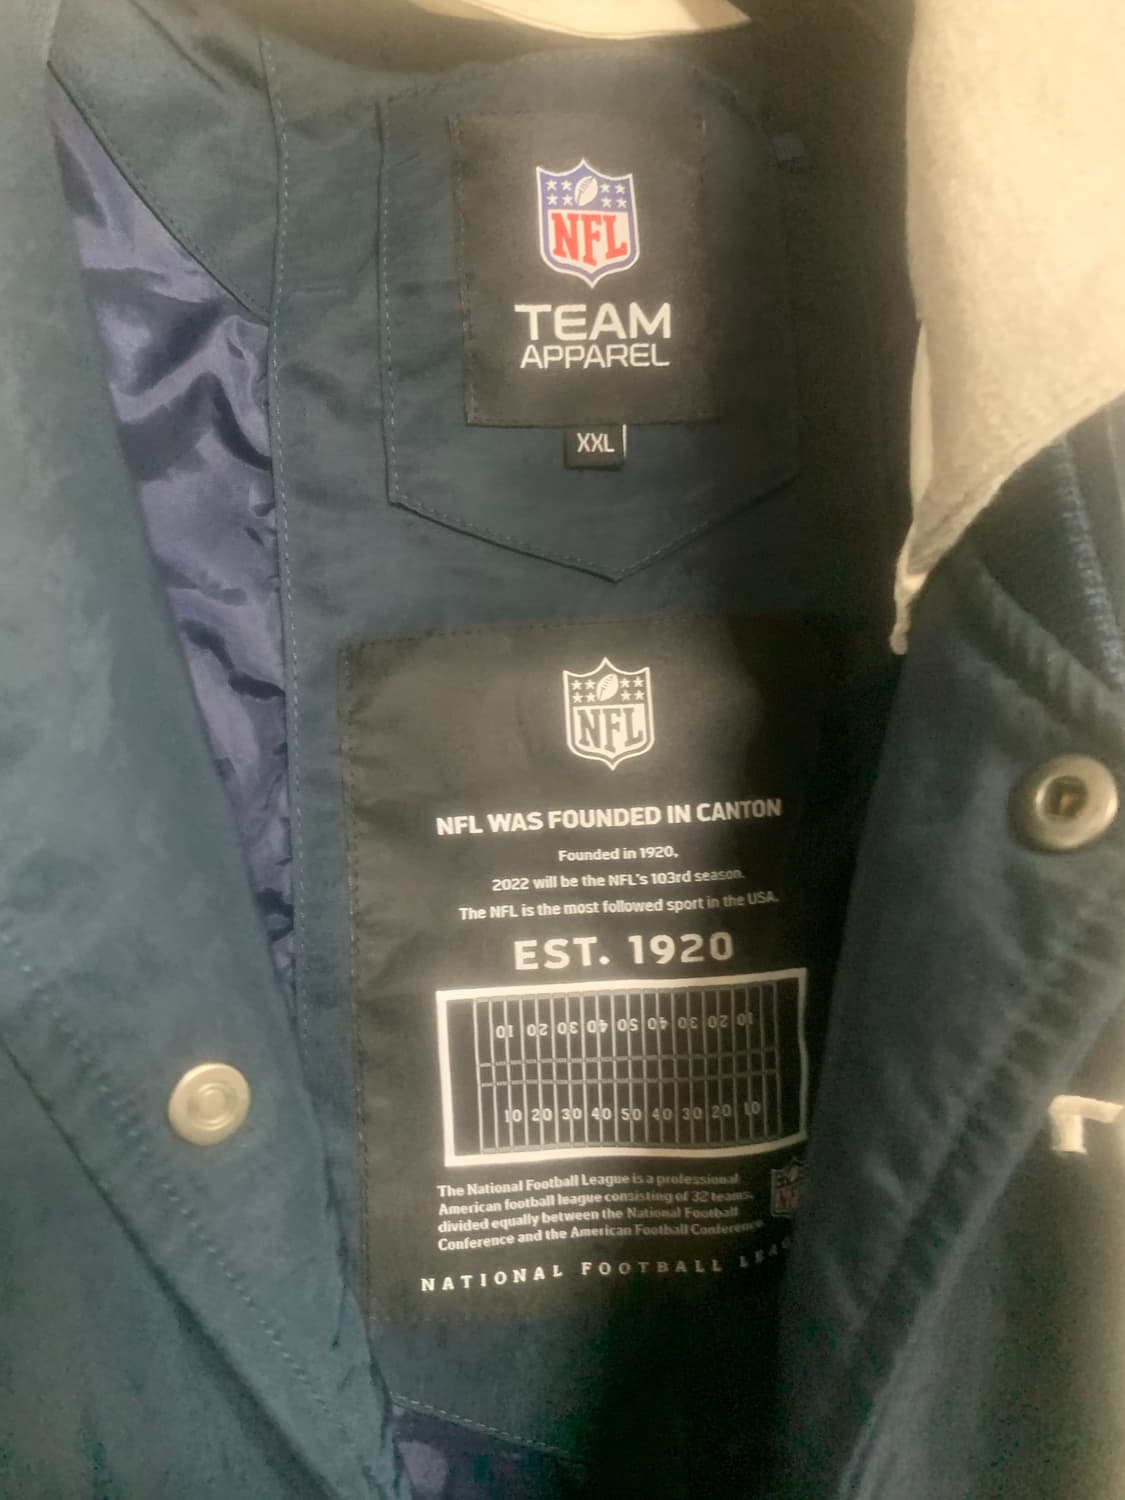 NFL
TEAM
APPAREL
XXL
NFL
NFL WAS FOUNDED IN CANTON
Founded in 1920.
2022 will be the NFL's 103rd season.
The NFL is the most followed sport in the USA.
EST. 1920
10 20 30 40 50 40 30 20 10
10 20 30 40 50 40 30 20 10
The National Football League is a professional
American football league consisting of 32 teams,
divided equally between the National Football
Conference and the American Football Conference
NFL
NATIONAL FOOTBALL LEAG